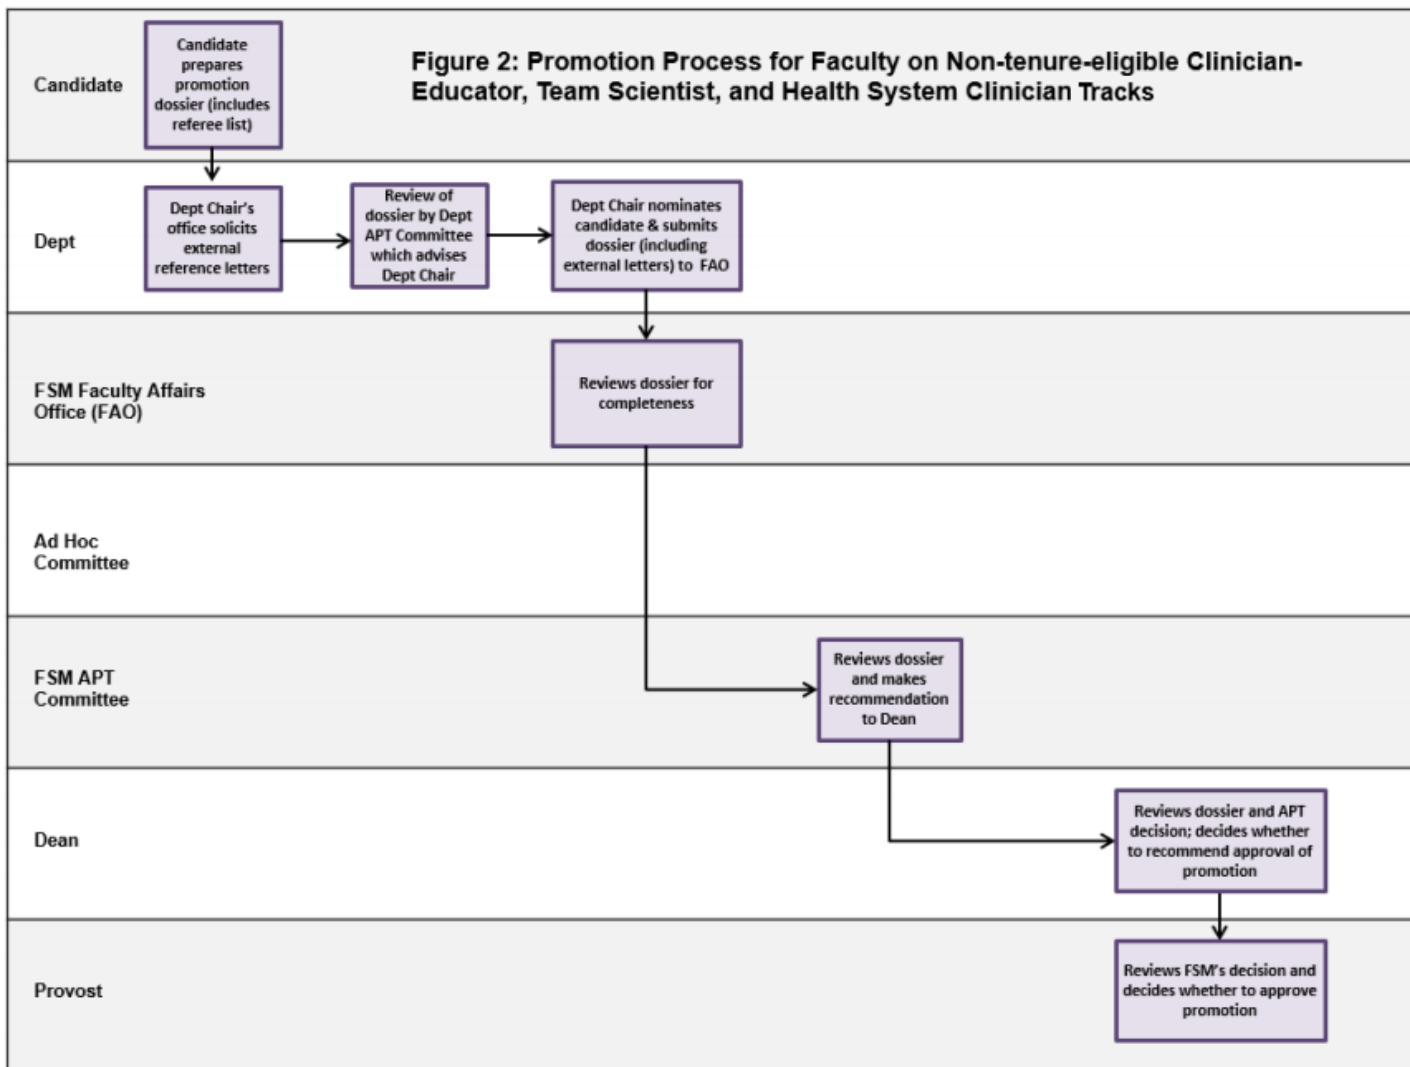 Figure 2: Promotion Process for Faculty on Non-tenure-eligible Clinician-
Educator, Team Scientist, and Health System Clinician Tracks
Candidate
Candidate
prepares
promotion
dossier (includes
referee list)
Dept
Dept Chair's
office solicits
external
reference letters
Review of
dossier by Dept
APT Committee
which advises
Dept Chair
Dept Chair nominates
candidate & submits
dossier (including
external letters) to FAO
FSM Faculty Affairs
Office (FAO)
Reviews dossier for
completeness
Ad Hoc
Committee
FSM APT
Committee
Reviews dossier
and makes
recommendation
to Dean
Dean
Reviews dossier and APT
decision; decides whether
to recommend approval of
promotion
Provost
Reviews FSM's decision and
decides whether to approve
promotion